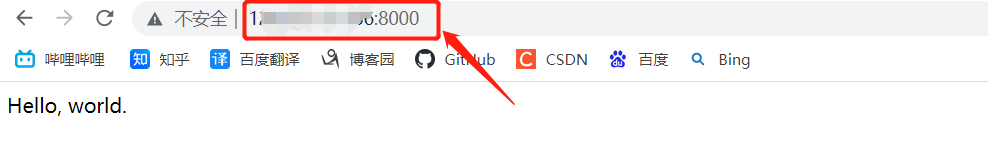 不安全 :8000
哔哩哔哩 知乎 百度翻译 博客园 GitHub CSDN 百度 Bing
Hello, world.